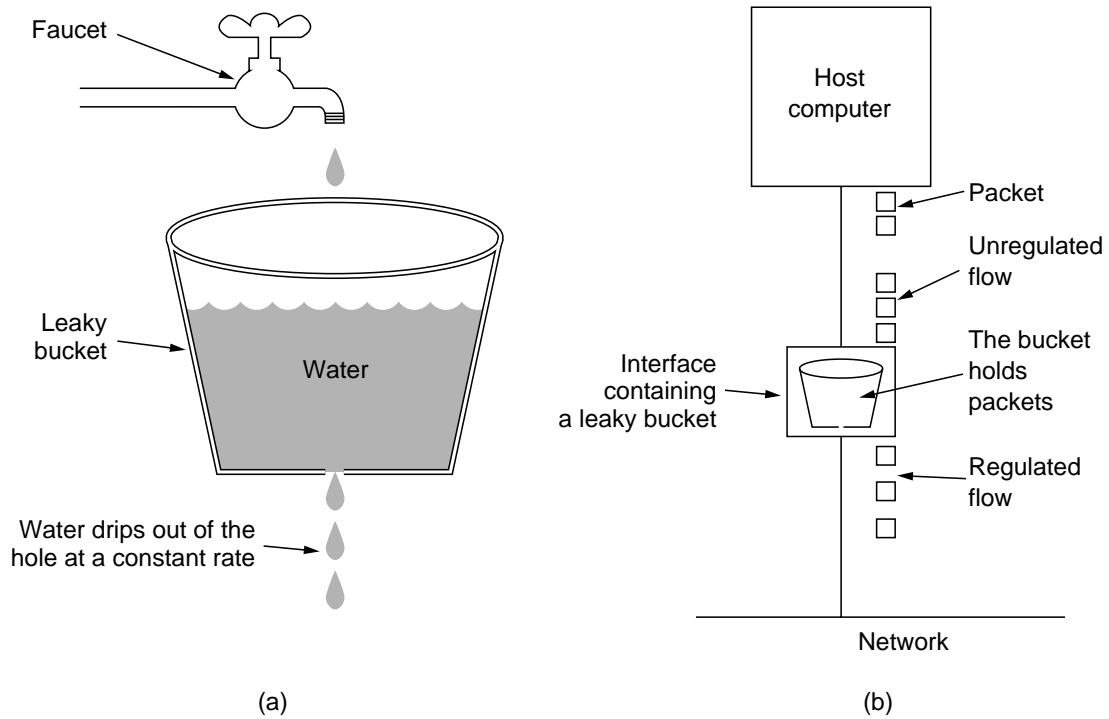 Faucet
Leaky
bucket
Water
Water drips out of the
hole at a constant rate
(a)
Host
computer
Packet
Unregulated
flow
The bucket
holds
packets
Interface
containing
a leaky bucket
Regulated
flow
Network
(b)